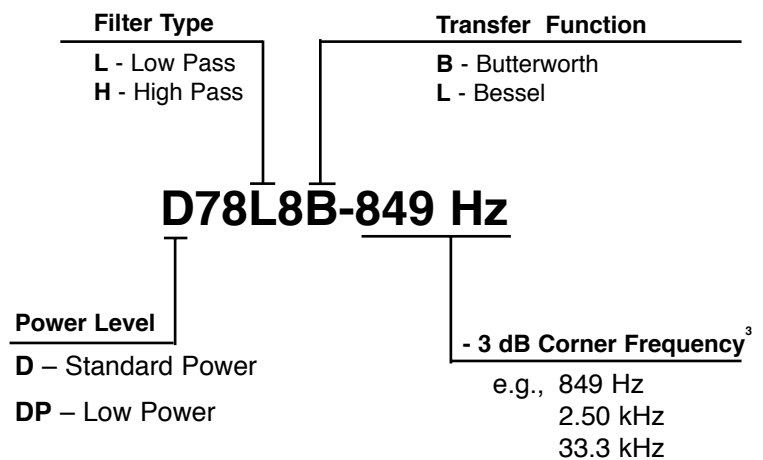 Filter Type
L - Low Pass
H - High Pass
Transfer Function
B - Butterworth
L - Bessel
D78L8B-849 Hz
Power Level
D – Standard Power
DP – Low Power
- 3 dB Corner Frequency³
e.g., 849 Hz
2.50 kHz
33.3 kHz